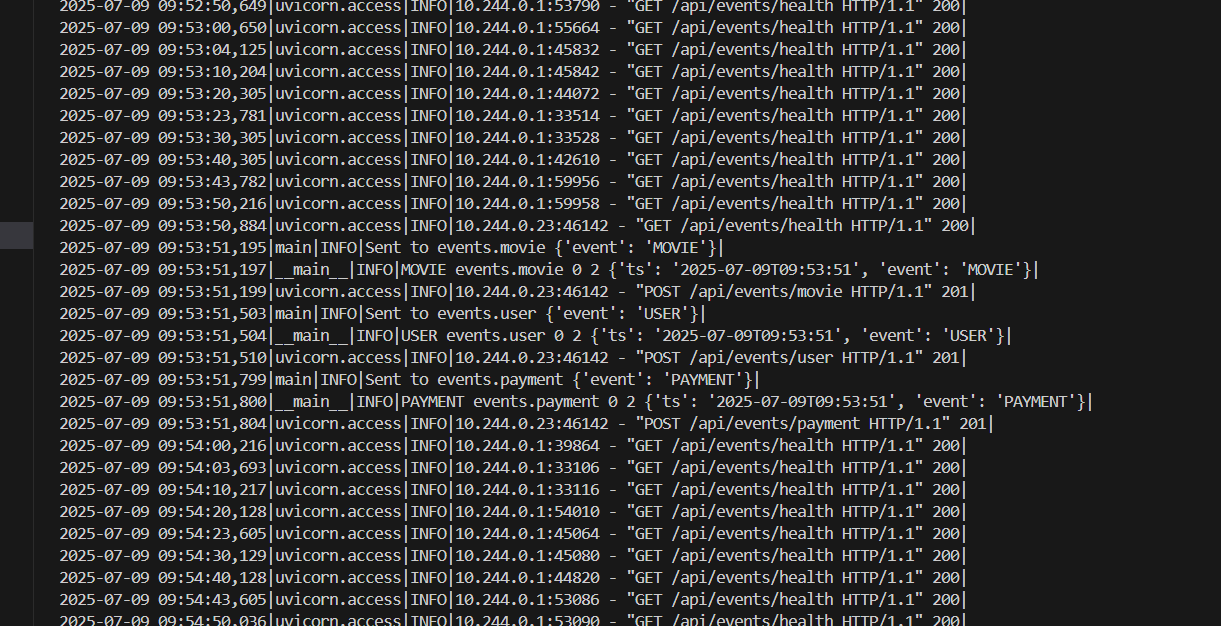 2025-07-09 09:52:50,649|uvicorn.access|INFO|10.244.0.1:53790 - "GET /api/events/health HTTP/1.1" 200|
2025-07-09 09:53:00,650|uvicorn.access|INFO|10.244.0.1:55664 - "GET /api/events/health HTTP/1.1" 200|
2025-07-09 09:53:04,125|uvicorn.access|INFO|10.244.0.1:45832 - "GET /api/events/health HTTP/1.1" 200|
2025-07-09 09:53:10,204|uvicorn.access|INFO|10.244.0.1:45842 - "GET /api/events/health HTTP/1.1" 200|
2025-07-09 09:53:20,305|uvicorn.access|INFO|10.244.0.1:44072 - "GET /api/events/health HTTP/1.1" 200|
2025-07-09 09:53:23,781|uvicorn.access|INFO|10.244.0.1:33514 - "GET /api/events/health HTTP/1.1" 200|
2025-07-09 09:53:30,305|uvicorn.access|INFO|10.244.0.1:33528 - "GET /api/events/health HTTP/1.1" 200|
2025-07-09 09:53:40,305|uvicorn.access|INFO|10.244.0.1:42610 - "GET /api/events/health HTTP/1.1" 200|
2025-07-09 09:53:43,782|uvicorn.access|INFO|10.244.0.1:59956 - "GET /api/events/health HTTP/1.1" 200|
2025-07-09 09:53:50,216|uvicorn.access|INFO|10.244.0.1:59958 - "GET /api/events/health HTTP/1.1" 200|
2025-07-09 09:53:50,884|uvicorn.access|INFO|10.244.0.23:46142 - "GET /api/events/health HTTP/1.1" 200|
2025-07-09 09:53:51,195|main|INFO|Sent to events.movie {'event': 'MOVIE'}|
2025-07-09 09:53:51,197|__main__|INFO|MOVIE events.movie 0 2 {'ts': '2025-07-09T09:53:51', 'event': 'MOVIE'}|
2025-07-09 09:53:51,199|uvicorn.access|INFO|10.244.0.23:46142 - "POST /api/events/movie HTTP/1.1" 201|
2025-07-09 09:53:51,503|main|INFO|Sent to events.user {'event': 'USER'}|
2025-07-09 09:53:51,504|__main__|INFO|USER events.user 0 2 {'ts': '2025-07-09T09:53:51', 'event': 'USER'}|
2025-07-09 09:53:51,510|uvicorn.access|INFO|10.244.0.23:46142 - "POST /api/events/user HTTP/1.1" 201|
2025-07-09 09:53:51,799|main|INFO|Sent to events.payment {'event': 'PAYMENT'}|
2025-07-09 09:53:51,800|__main__|INFO|PAYMENT events.payment 0 2 {'ts': '2025-07-09T09:53:51', 'event': 'PAYMENT'}|
2025-07-09 09:53:51,804|uvicorn.access|INFO|10.244.0.23:46142 - "POST /api/events/payment HTTP/1.1" 201|
2025-07-09 09:54:00,216|uvicorn.access|INFO|10.244.0.1:39864 - "GET /api/events/health HTTP/1.1" 200|
2025-07-09 09:54:03,693|uvicorn.access|INFO|10.244.0.1:33106 - "GET /api/events/health HTTP/1.1" 200|
2025-07-09 09:54:10,217|uvicorn.access|INFO|10.244.0.1:33116 - "GET /api/events/health HTTP/1.1" 200|
2025-07-09 09:54:20,128|uvicorn.access|INFO|10.244.0.1:54010 - "GET /api/events/health HTTP/1.1" 200|
2025-07-09 09:54:23,605|uvicorn.access|INFO|10.244.0.1:45064 - "GET /api/events/health HTTP/1.1" 200|
2025-07-09 09:54:30,129|uvicorn.access|INFO|10.244.0.1:45080 - "GET /api/events/health HTTP/1.1" 200|
2025-07-09 09:54:40,128|uvicorn.access|INFO|10.244.0.1:44820 - "GET /api/events/health HTTP/1.1" 200|
2025-07-09 09:54:43,605|uvicorn.access|INFO|10.244.0.1:53086 - "GET /api/events/health HTTP/1.1" 200|
2025-07-09 09:54:50,036|uvicorn.access|INFO|10.244.0.1:53090 - "GET /api/events/health HTTP/1.1" 200|